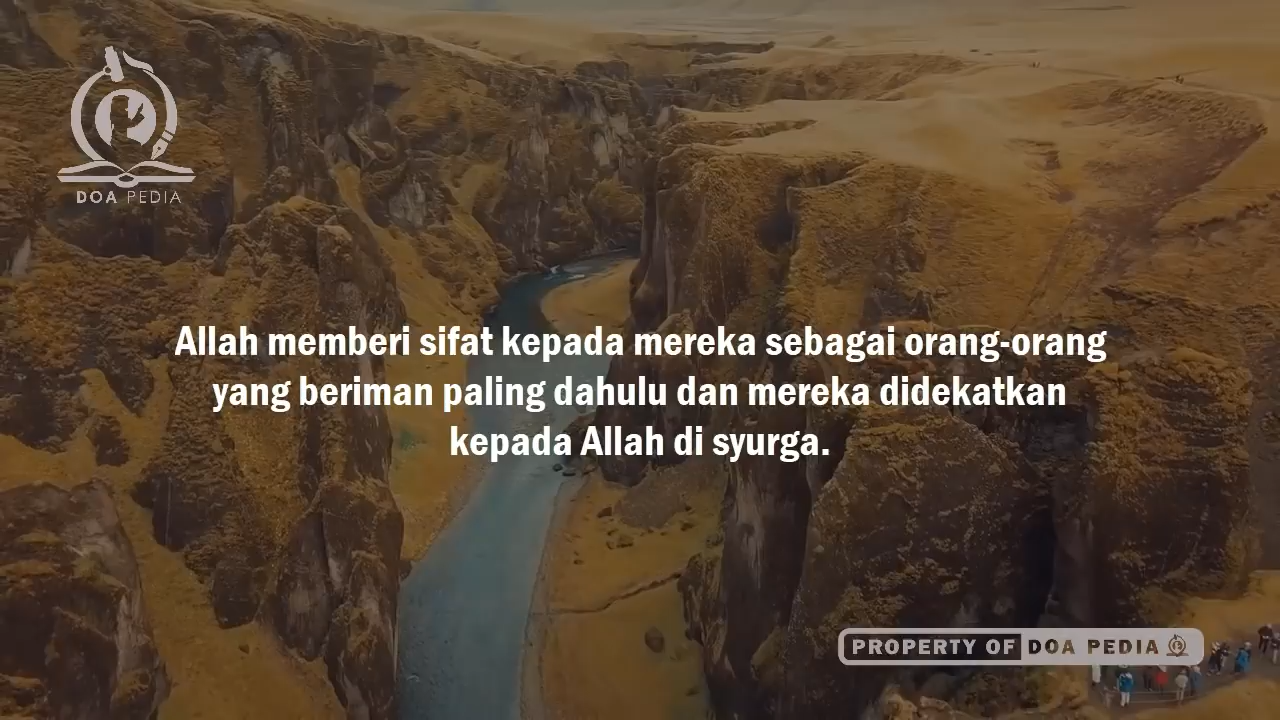 DOA PEDIA
Allah memberi sifat kepada mereka sebagai orang-orang
yang beriman paling dahulu dan mereka didekatkan
kepada Allah di syurga.
PROPERTY OF DOA PEDIA